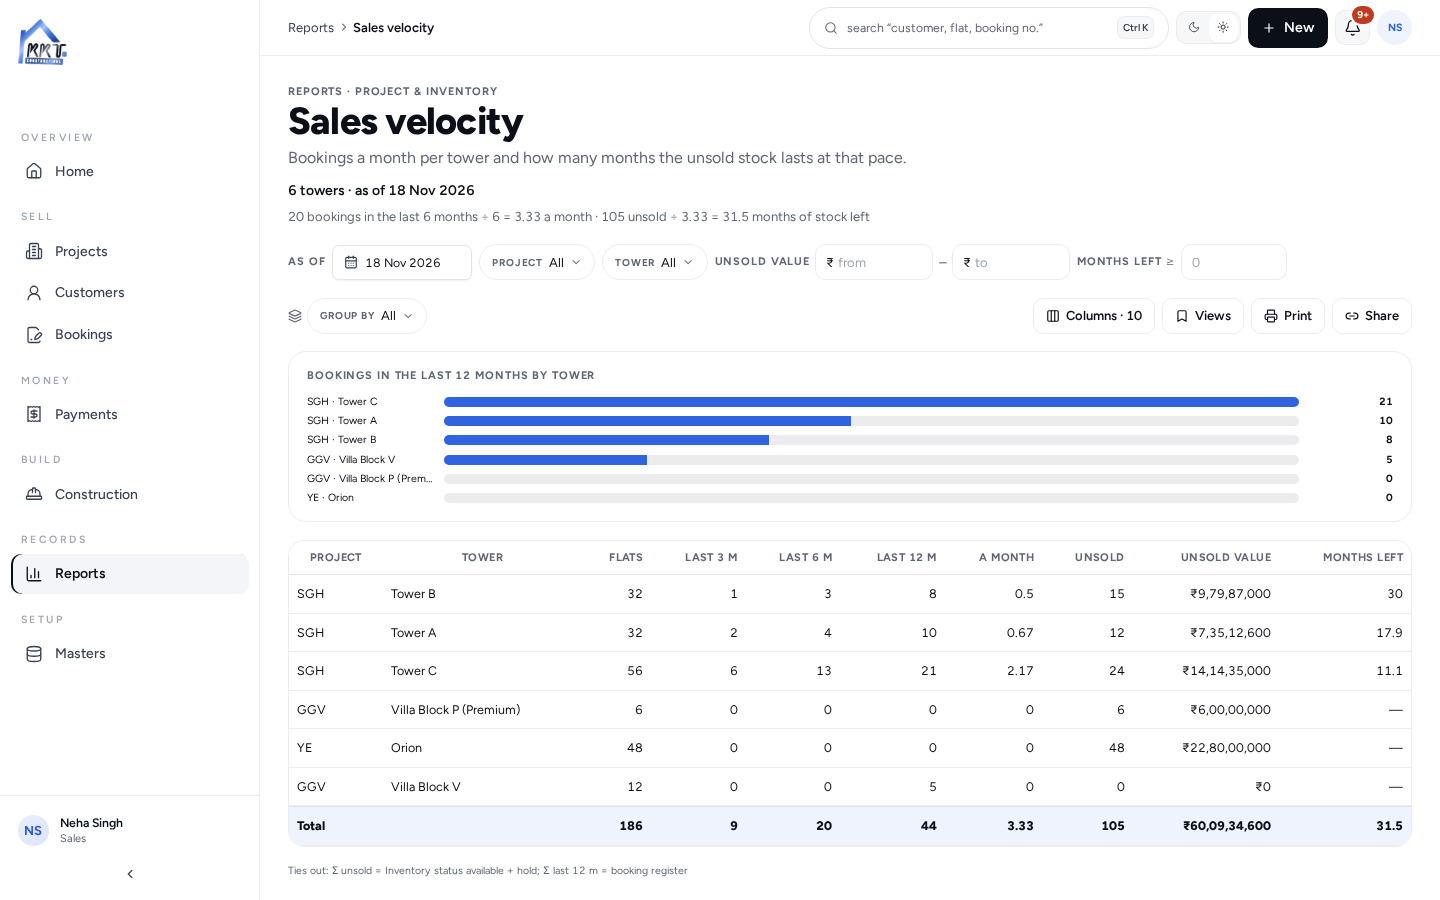 RRT
CONSTRUCTIONS
OVERVIEW
Home
SELL
Projects
Customers
Bookings
MONEY
Payments
BUILD
Construction
RECORDS
Reports
SETUP
Masters
NS Neha Singh
Sales
Reports › Sales velocity
search “customer, flat, booking no.” Ctrl K
+ New
9+
NS
REPORTS · PROJECT & INVENTORY
Sales velocity
Bookings a month per tower and how many months the unsold stock lasts at that pace.
6 towers · as of 18 Nov 2026
20 bookings in the last 6 months ÷ 6 = 3.33 a month · 105 unsold ÷ 3.33 = 31.5 months of stock left
AS OF 18 Nov 2026 PROJECT All TOWER All UNSOLD VALUE ₹ from – ₹ to MONTHS LEFT ≥ 0
GROUP BY All Columns · 10 Views Print Share
BOOKINGS IN THE LAST 12 MONTHS BY TOWER
SGH · Tower C 21
SGH · Tower A 10
SGH · Tower B 8
GGV · Villa Block V 5
GGV · Villa Block P (Prem... 0
YE · Orion 0
PROJECT TOWER FLATS LAST 3 M LAST 6 M LAST 12 M A MONTH UNSOLD UNSOLD VALUE MONTHS LEFT
SGH Tower B 32 1 3 8 0.5 15 ₹9,79,87,000 30
SGH Tower A 32 2 4 10 0.67 12 ₹7,35,12,600 17.9
SGH Tower C 56 6 13 21 2.17 24 ₹14,14,35,000 11.1
GGV Villa Block P (Premium) 6 0 0 0 0 6 ₹6,00,00,000 —
YE Orion 48 0 0 0 0 48 ₹22,80,00,000 —
GGV Villa Block V 12 0 0 5 0 0 ₹0 —
Total 186 9 20 44 3.33 105 ₹60,09,34,600 31.5
Ties out: Σ unsold = Inventory status available + hold; Σ last 12 m = booking register